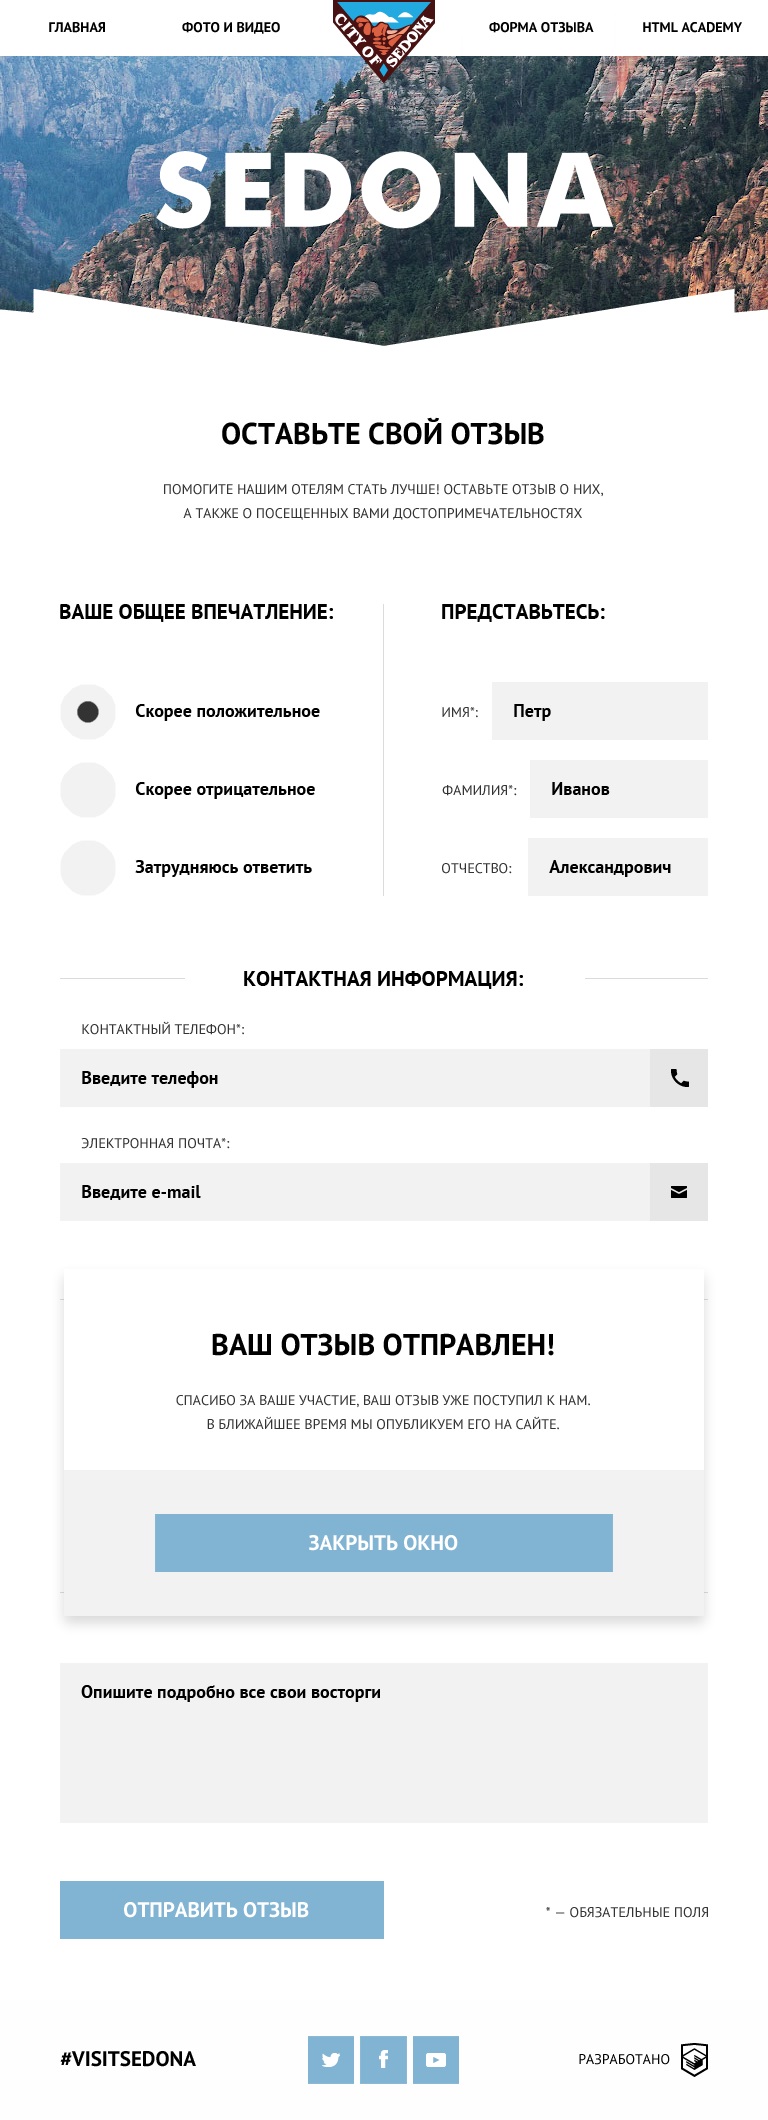 ГЛАВНАЯ
ФОТО И ВИДЕО
CITY OF SEDONA
ФОРМА ОТЗЫВА
HTML ACADEMY
SEDONA
ОСТАВЬТЕ СВОЙ ОТЗЫВ
ПОМОГИТЕ НАШИМ ОТЕЛЯМ СТАТЬ ЛУЧШЕ! ОСТАВЬТЕ ОТЗЫВ О НИХ,
А ТАКЖЕ О ПОСЕЩЕННЫХ ВАМИ ДОСТОПРИМЕЧАТЕЛЬНОСТЯХ
ВАШЕ ОБЩЕЕ ВПЕЧАТЛЕНИЕ:
Скорее положительное
Скорее отрицательное
Затрудняюсь ответить
ПРЕДСТАВЬТЕСЬ:
ИМЯ*: Петр
ФАМИЛИЯ*: Иванов
ОТЧЕСТВО: Александрович
КОНТАКТНАЯ ИНФОРМАЦИЯ:
КОНТАКТНЫЙ ТЕЛЕФОН*:
Введите телефон
ЭЛЕКТРОННАЯ ПОЧТА*:
Введите e-mail
ВАШ ОТЗЫВ ОТПРАВЛЕН!
СПАСИБО ЗА ВАШЕ УЧАСТИЕ, ВАШ ОТЗЫВ УЖЕ ПОСТУПИЛ К НАМ.
В БЛИЖАЙШЕЕ ВРЕМЯ МЫ ОПУБЛИКУЕМ ЕГО НА САЙТЕ.
ЗАКРЫТЬ ОКНО
Опишите подробно все свои восторги
ОТПРАВИТЬ ОТЗЫВ
* — ОБЯЗАТЕЛЬНЫЕ ПОЛЯ
#VISITSEDONA
РАЗРАБОТАНО